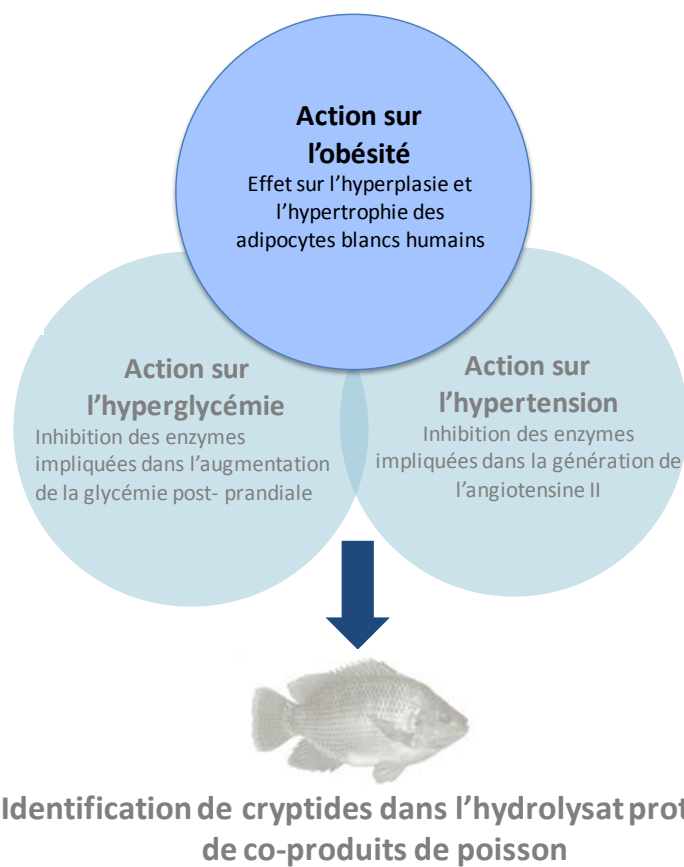 Action sur
l'obésité
Effet sur l'hyperplasie et
l'hypertrophie des
adipocytes blancs humains
Action sur
l'hyperglycémie
Inhibition des enzymes
impliquées dans l'augmentation
de la glycémie post- prandiale
Action sur
l'hypertension
Inhibition des enzymes
impliquées dans la génération de
l'angiotensine II
Identification de cryptides dans l'hydrolysat
de co-produits de poisson